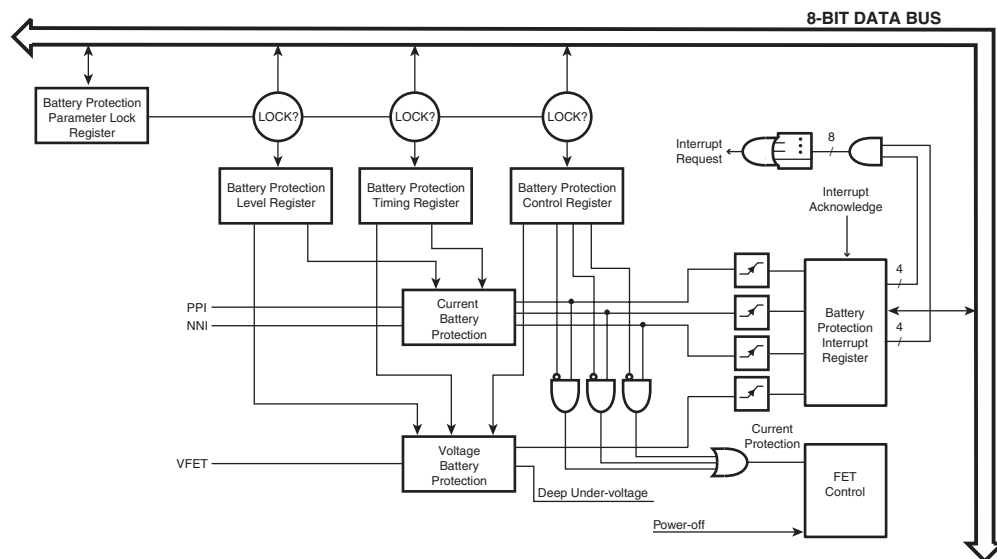 8-BIT DATA BUS
Battery Protection
Parameter Lock
Register
LOCK?
LOCK?
LOCK?
Interrupt
Request
8
Battery Protection
Level Register
Battery Protection
Timing Register
Battery Protection
Control Register
Interrupt
Acknowledge
PPI
NNI
Current
Battery
Protection
Battery
Protection
Interrupt
Register
4
4
VFET
Voltage
Battery
Protection
Current
Protection
Deep Under-voltage
FET
Control
Power-off